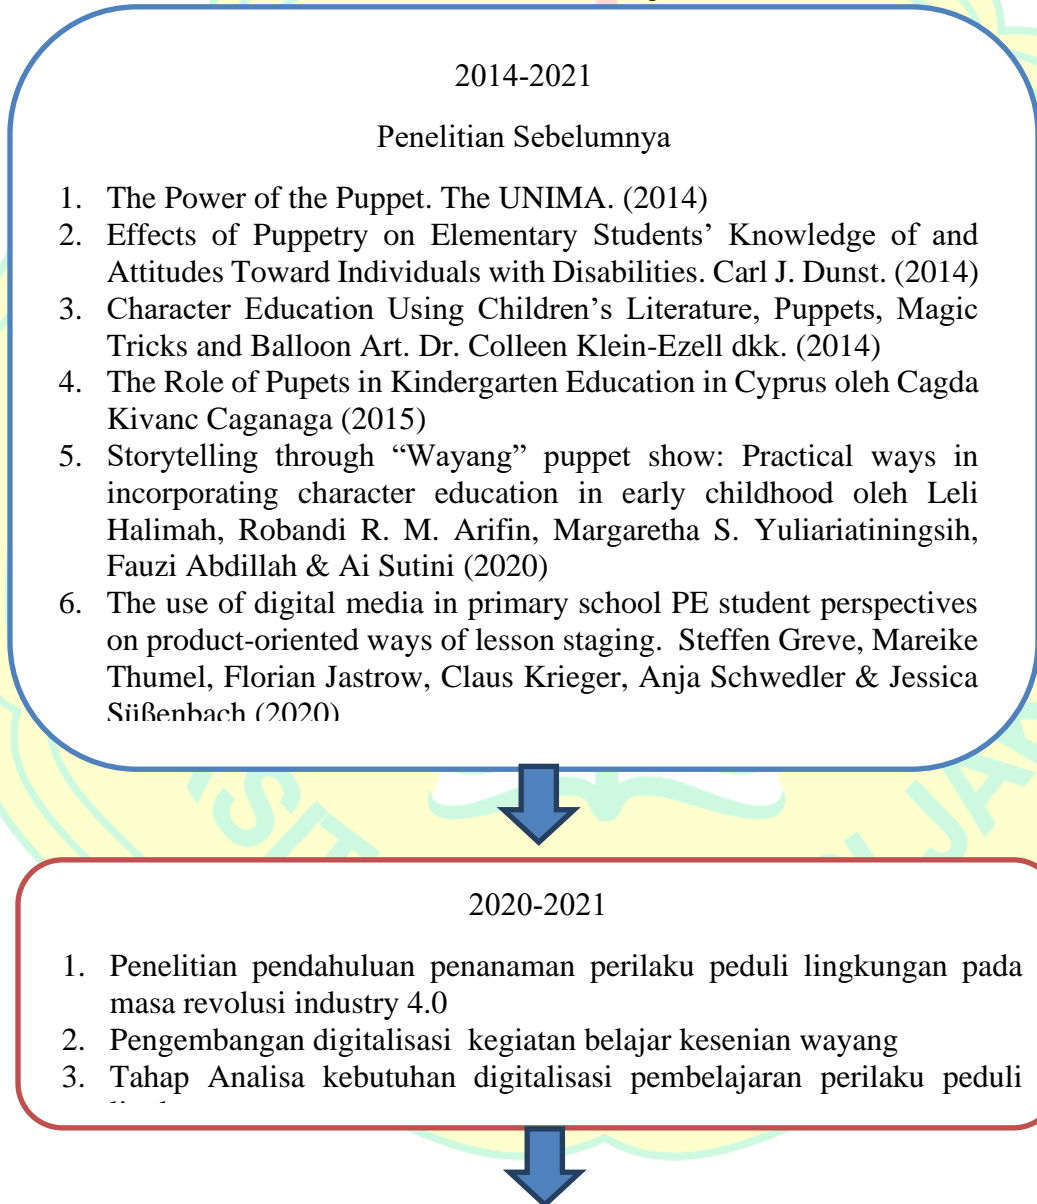 2014-2021
Penelitian Sebelumnya
1. The Power of the Puppet. The UNIMA. (2014)
2. Effects of Puppetry on Elementary Students’ Knowledge of and
Attitudes Toward Individuals with Disabilities. Carl J. Dunst. (2014)
3. Character Education Using Children’s Literature, Puppets, Magic
Tricks and Balloon Art. Dr. Colleen Klein-Ezell dkk. (2014)
4. The Role of Pupets in Kindergarten Education in Cyprus oleh Cagda
Kivanc Caganaga (2015)
5. Storytelling through “Wayang” puppet show: Practical ways in
incorporating character education in early childhood oleh Leli
Halimah, Robandi R. M. Arifin, Margaretha S. Yuliariatiningsih,
Fauzi Abdillah & Ai Sutini (2020)
6. The use of digital media in primary school PE student perspectives
on product-oriented ways of lesson staging. Steffen Greve, Mareike
Thumel, Florian Jastrow, Claus Krieger, Anja Schwedler & Jessica
Süßenbach (2020)
2020-2021
1. Penelitian pendahuluan penanaman perilaku peduli lingkungan pada
masa revolusi industry 4.0
2. Pengembangan digitalisasi kegiatan belajar kesenian wayang
3. Tahap Analisa kebutuhan digitalisasi pembelajaran perilaku peduli